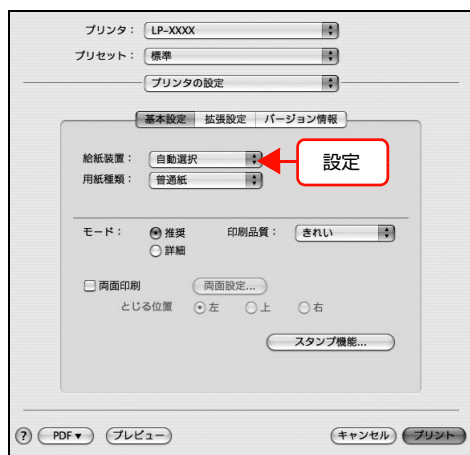 プリンタ： LP-XXXX
プリセット： 標準
プリンタの設定
基本設定 拡張設定 バージョン情報
給紙装置： 自動選択 設定
用紙種類： 普通紙
モード： 推奨 印刷品質： きれい
詳細
両面印刷 両面設定...
とじる位置 左 上 右
スタンプ機能...
? PDF▼ プレビュー キャンセル プリント